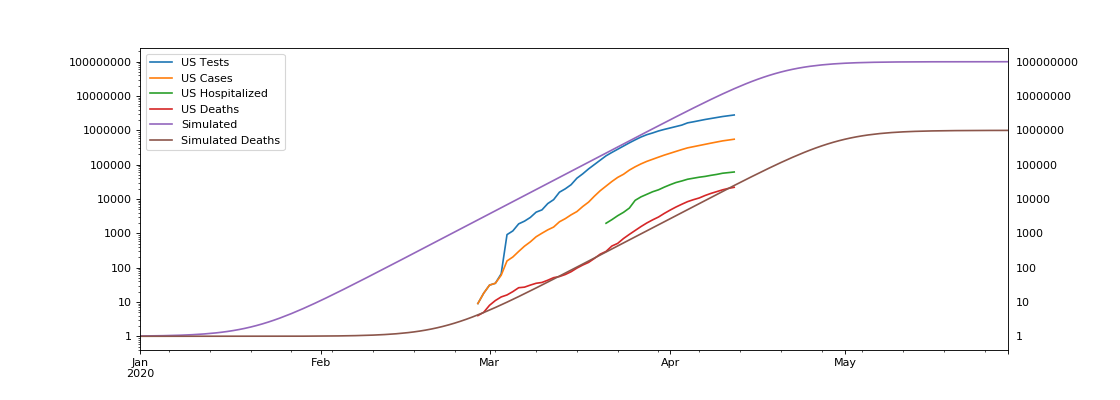 100000000
10000000
1000000
100000
10000
1000
100
10
1
US Tests
US Cases
US Hospitalized
US Deaths
Simulated
Simulated Deaths
100000000
10000000
1000000
100000
10000
1000
100
10
1
Jan Feb Mar Apr May
2020